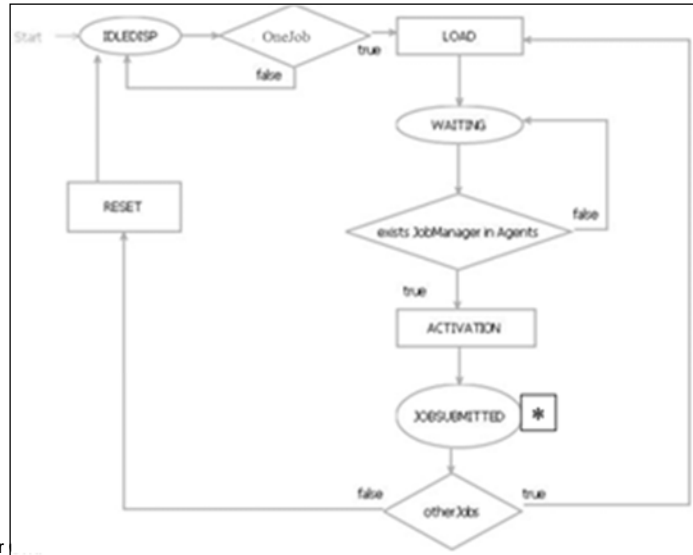 Start
IDLEDISP
OneJob
true
LOAD
false
WAITING
RESET
false
exists JobManager in Agents
true
ACTIVATION
JOBSUBMITTED
*
false
true
otherJobs
r